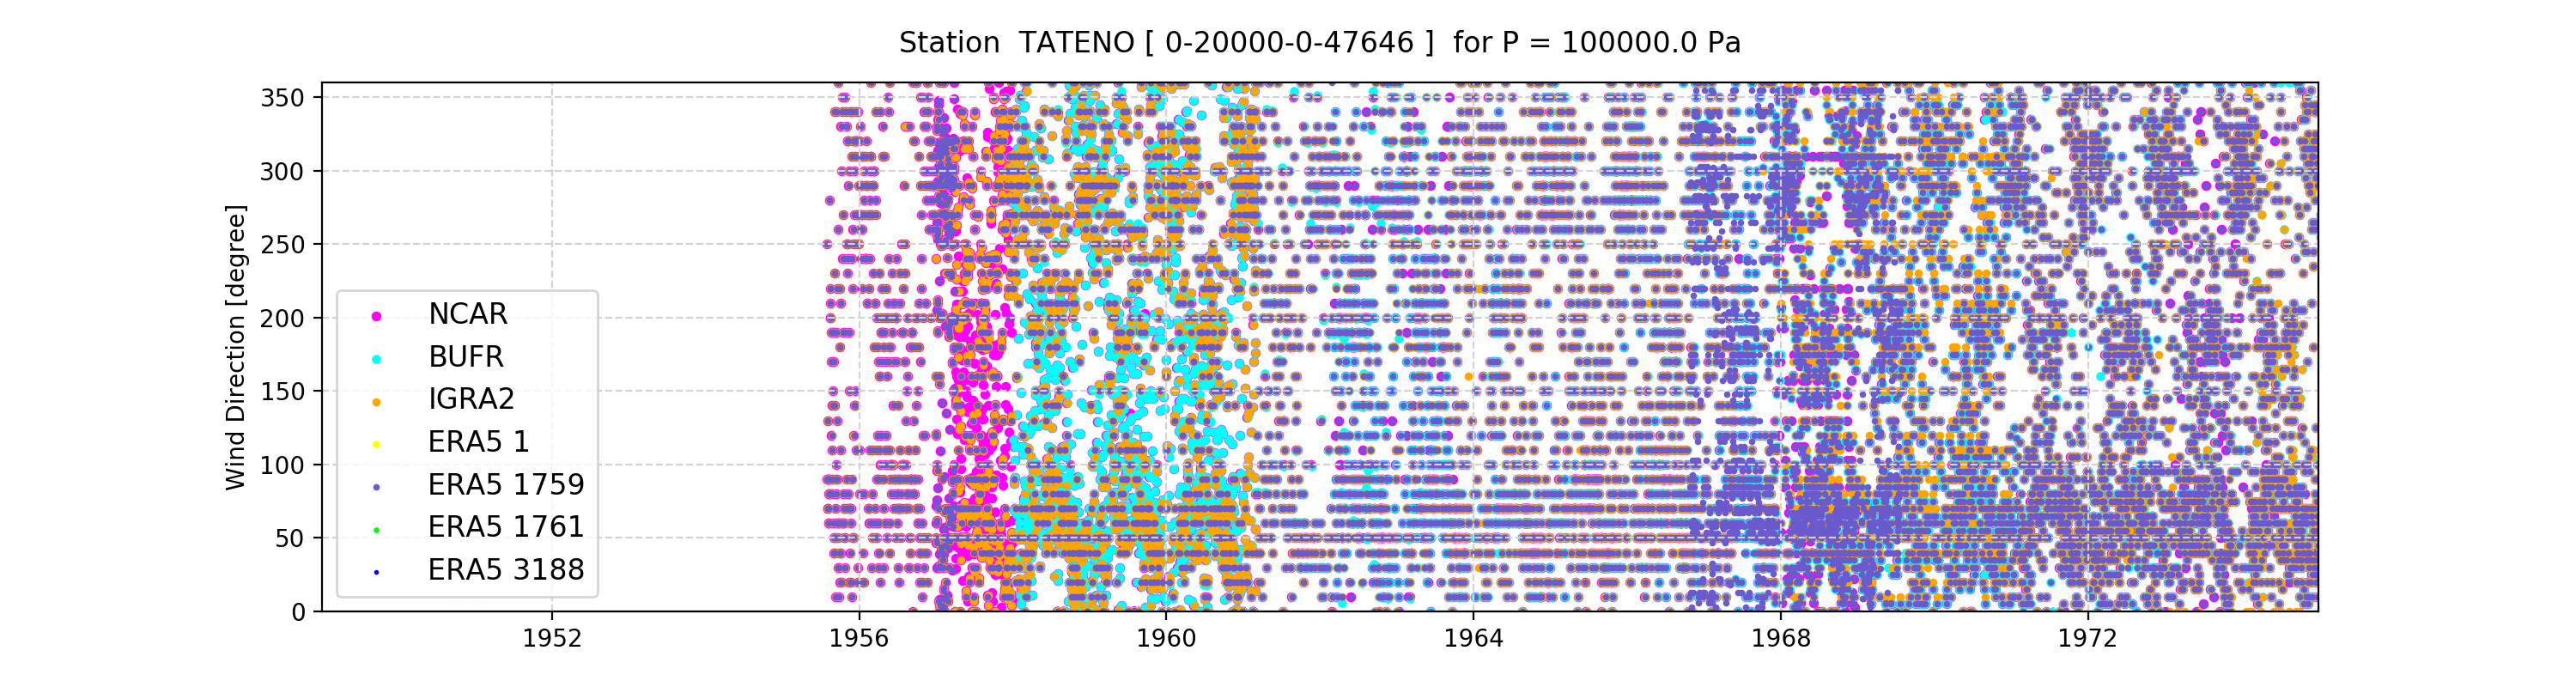 Station  TATENO [ 0-20000-0-47646 ]  for P = 100000.0 Pa
Wind Direction [degree]
350
300
250
200
150
100
50
0
NCAR
BUFR
IGRA2
ERA5 1
ERA5 1759
ERA5 1761
ERA5 3188
1952 1956 1960 1964 1968 1972